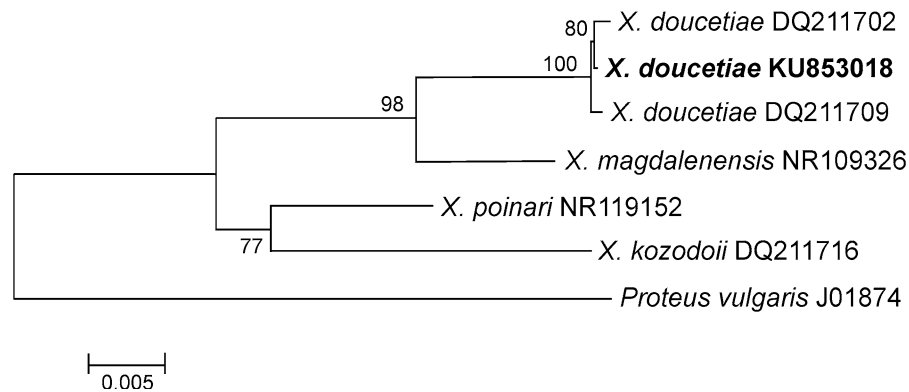 80
X. doucetiae DQ211702
X. doucetiae KU853018
100
X. doucetiae DQ211709
98
X. magdalenensis NR109326
X. poinari NR119152
77
X. kozodoii DQ211716
Proteus vulgaris J01874
0.005